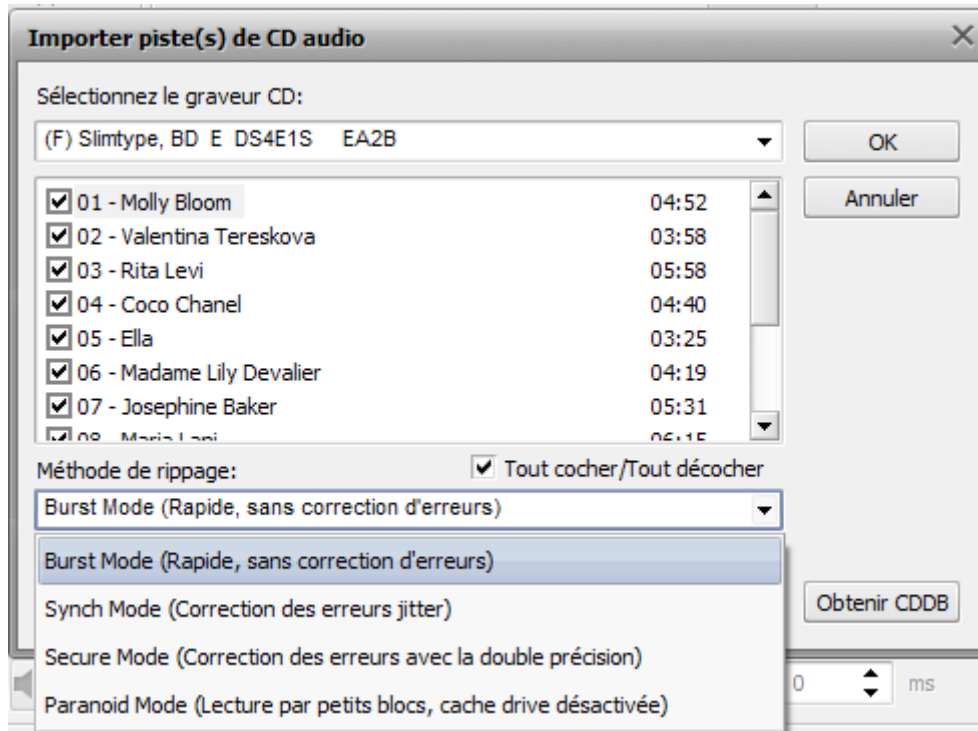 Importer piste(s) de CD audio
Sélectionnez le graveur CD:
(F) Slimtype, BD E DS4E1S EA2B
OK
01 - Molly Bloom 04:52
Annuler
02 - Valentina Tereskova 03:58
03 - Rita Levi 05:58
04 - Coco Chanel 04:40
05 - Ella 03:25
06 - Madame Lily Devalier 04:19
07 - Josephine Baker 05:31
08 - Maria Lani 06:15
Méthode de rippage: Tout cocher/Tout décocher
Burst Mode (Rapide, sans correction d'erreurs)
Burst Mode (Rapide, sans correction d'erreurs)
Synch Mode (Correction des erreurs jitter)
Obtenir CDDB
Secure Mode (Correction des erreurs avec la double précision)
0 ms
Paranoid Mode (Lecture par petits blocs, cache drive désactivée)